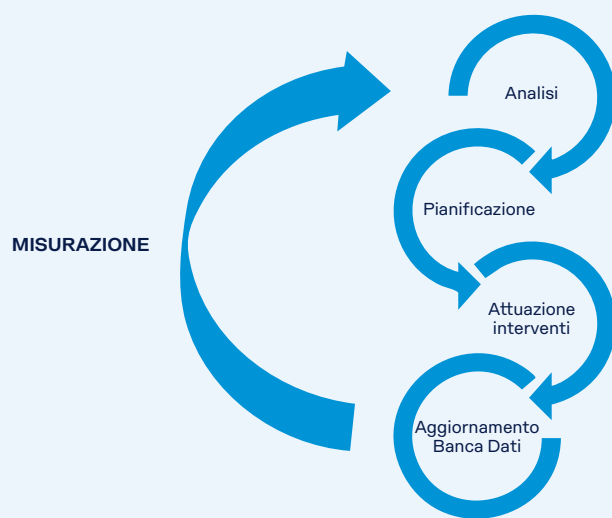 Analisi
Pianificazione
MISURAZIONE
Attuazione
interventi
Aggiornamento
Banca Dati